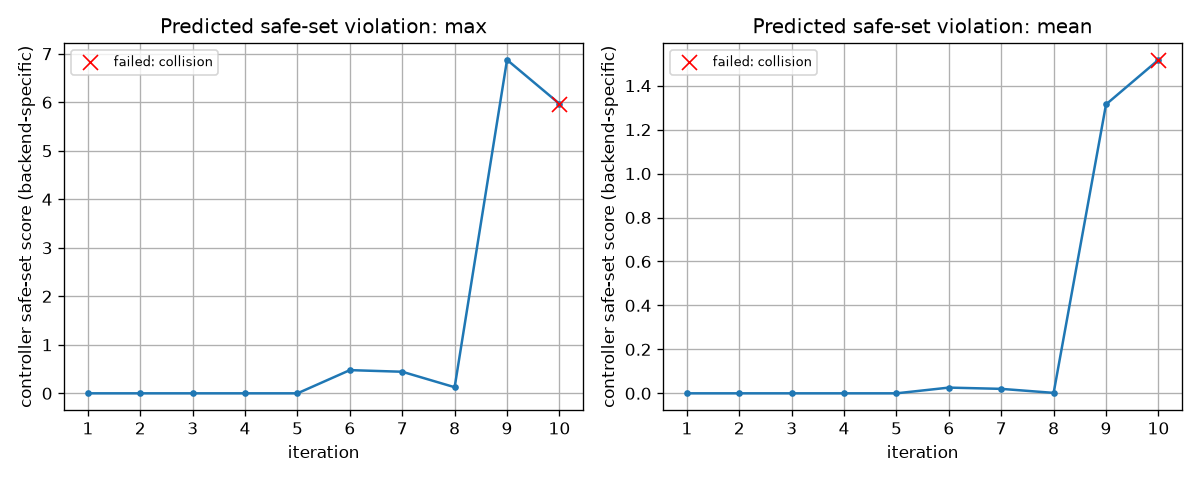 Predicted safe-set violation: max
failed: collision
controller safe-set score (backend-specific)
7
6
5
4
3
2
1
0
1 2 3 4 5 6 7 8 9 10
iteration
Predicted safe-set violation: mean
failed: collision
controller safe-set score (backend-specific)
1.4
1.2
1.0
0.8
0.6
0.4
0.2
0.0
1 2 3 4 5 6 7 8 9 10
iteration